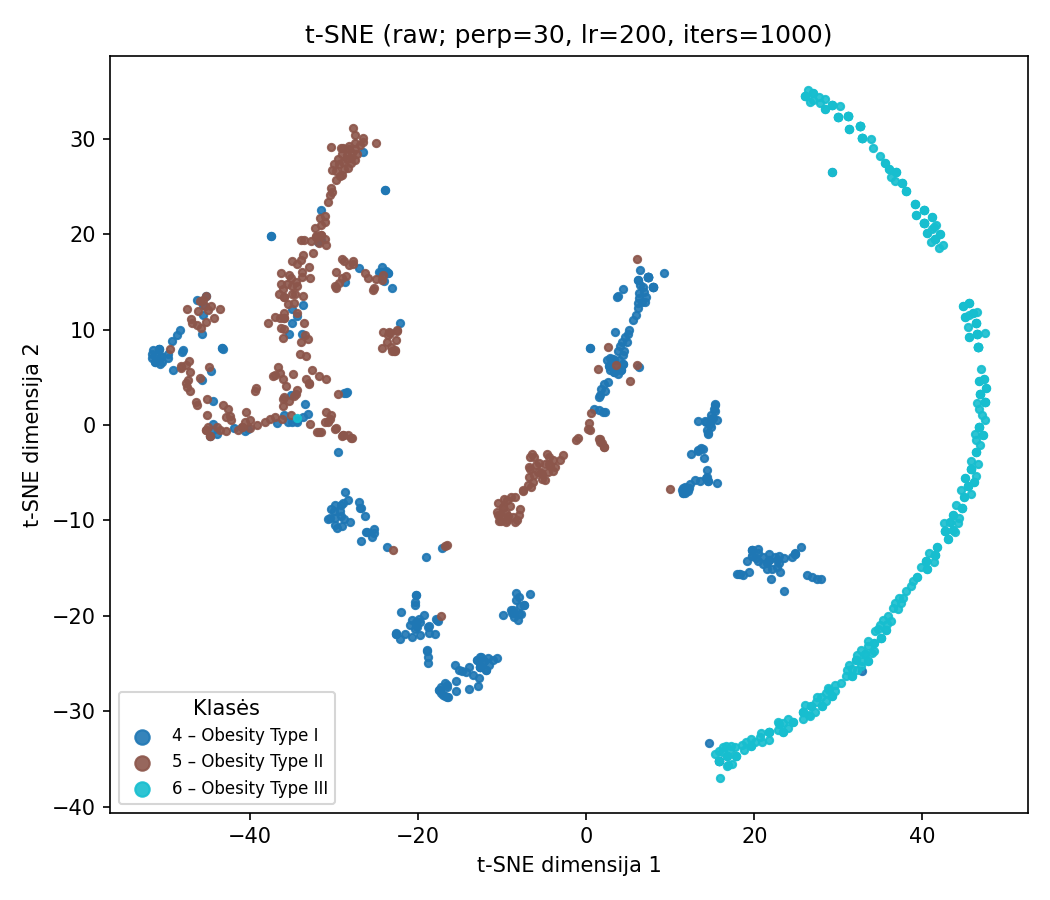 t-SNE (raw; perp=30, lr=200, iters=1000)
t-SNE dimensija 2
30
20
10
0
−10
−20
−30
−40
Klasės
4 – Obesity Type I
5 – Obesity Type II
6 – Obesity Type III
−40
−20
0
20
40
t-SNE dimensija 1